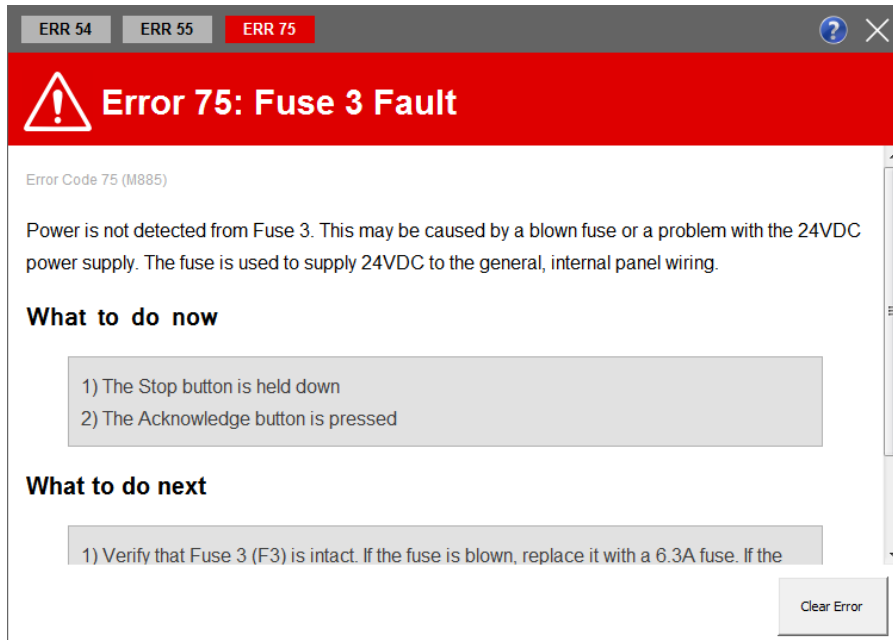 ERR 54 ERR 55 ERR 75 ?
Error 75: Fuse 3 Fault
Error Code 75 (M885)
Power is not detected from Fuse 3. This may be caused by a blown fuse or a problem with the 24VDC
power supply. The fuse is used to supply 24VDC to the general, internal panel wiring.
What to do now
1) The Stop button is held down
2) The Acknowledge button is pressed
What to do next
1) Verify that Fuse 3 (F3) is intact. If the fuse is blown, replace it with a 6.3A fuse. If the
Clear Error